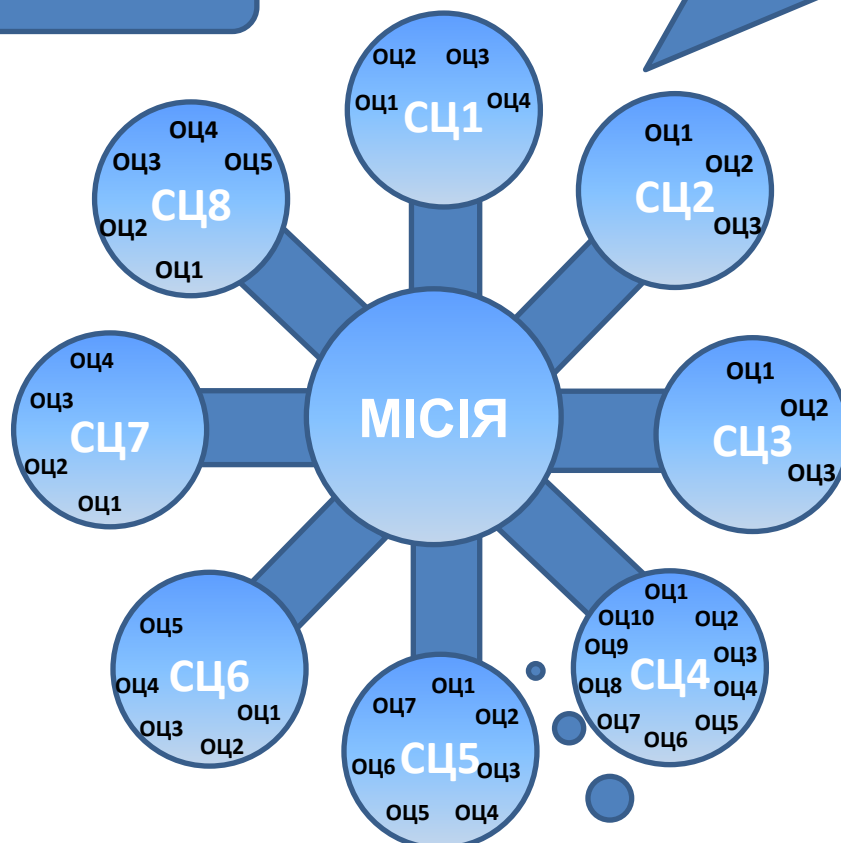 ОЦ2 ОЦ3
ОЦ1 СЦ1 ОЦ4
ОЦ1
ОЦ2
СЦ2
ОЦ3
ОЦ1
ОЦ2
СЦ3
ОЦ3
ОЦ1
ОЦ10 ОЦ2
ОЦ9 ОЦ3
СЦ4
ОЦ8 ОЦ4
ОЦ7 ОЦ5
ОЦ6
ОЦ1
ОЦ7 ОЦ2
ОЦ6 СЦ5 ОЦ3
ОЦ5 ОЦ4
ОЦ5
СЦ6
ОЦ4 ОЦ1
ОЦ3 ОЦ2
ОЦ4
ОЦ3
СЦ7
ОЦ2
ОЦ1
ОЦ4
ОЦ3 ОЦ5
СЦ8
ОЦ2
ОЦ1
МІСІЯ